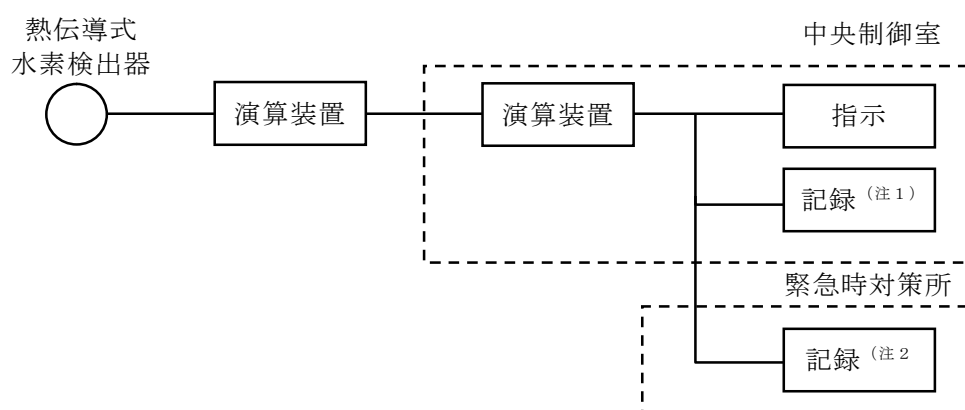 熱伝導式
水素検出器
中央制御室
演算装置
演算装置
指示
記録（注１）
緊急時対策所
記録（注２